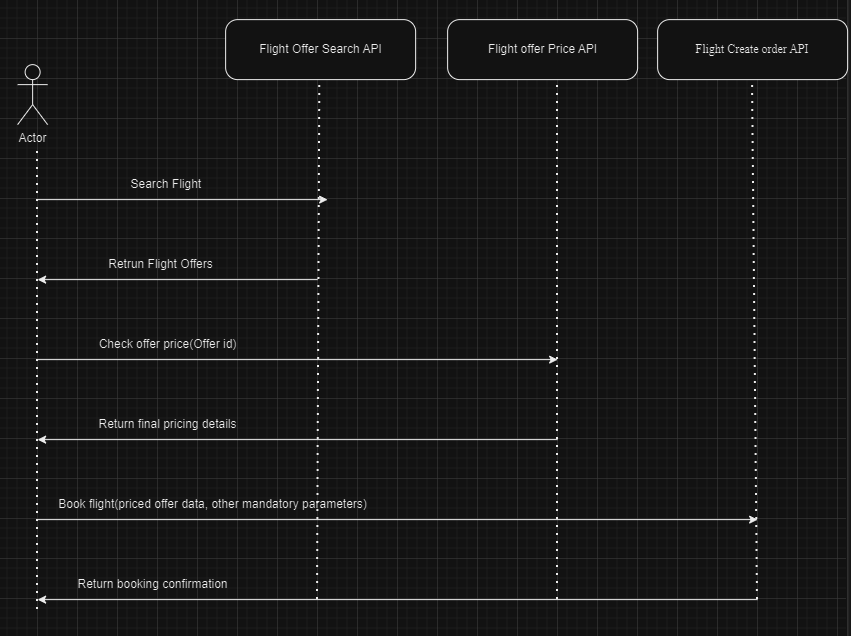 Flight Offer Search API
Flight offer Price API
Flight Create order API
Actor
Search Flight
Retrun Flight Offers
Check offer price(Offer id)
Return final pricing details
Book flight(priced offer data, other mandatory parameters)
Return booking confirmation